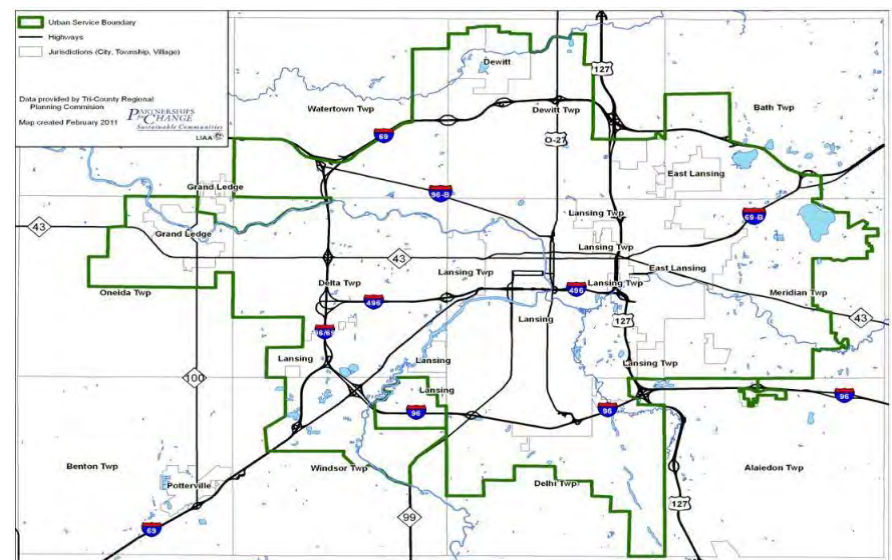 Urban Service Boundary
Highways
Jurisdictions (City, Township, Village)
Data provided by Tri-County Regional
Planning Commision
Map created February 2011
PARTNERSHIPS
for CHANGE
Sustainable Communities
LIAA
Dewitt
127
Watertown Twp
Dewitt Twp
Bath Twp
69
O-27
East Lansing
Grand Ledge
96-B
Lansing Twp
69-B
43
Grand Ledge
Lansing Twp
43
East Lansing
Lansing Twp
Oneida Twp
Delta Twp
Lansing Twp
Meridian Twp
496
496
Lansing
127
43
96/69
Lansing
Lansing
Lansing Twp
100
Lansing
96
96
96
Benton Twp
Windsor Twp
Alaiedon Twp
Potterville
Delhi Twp
127
99
69